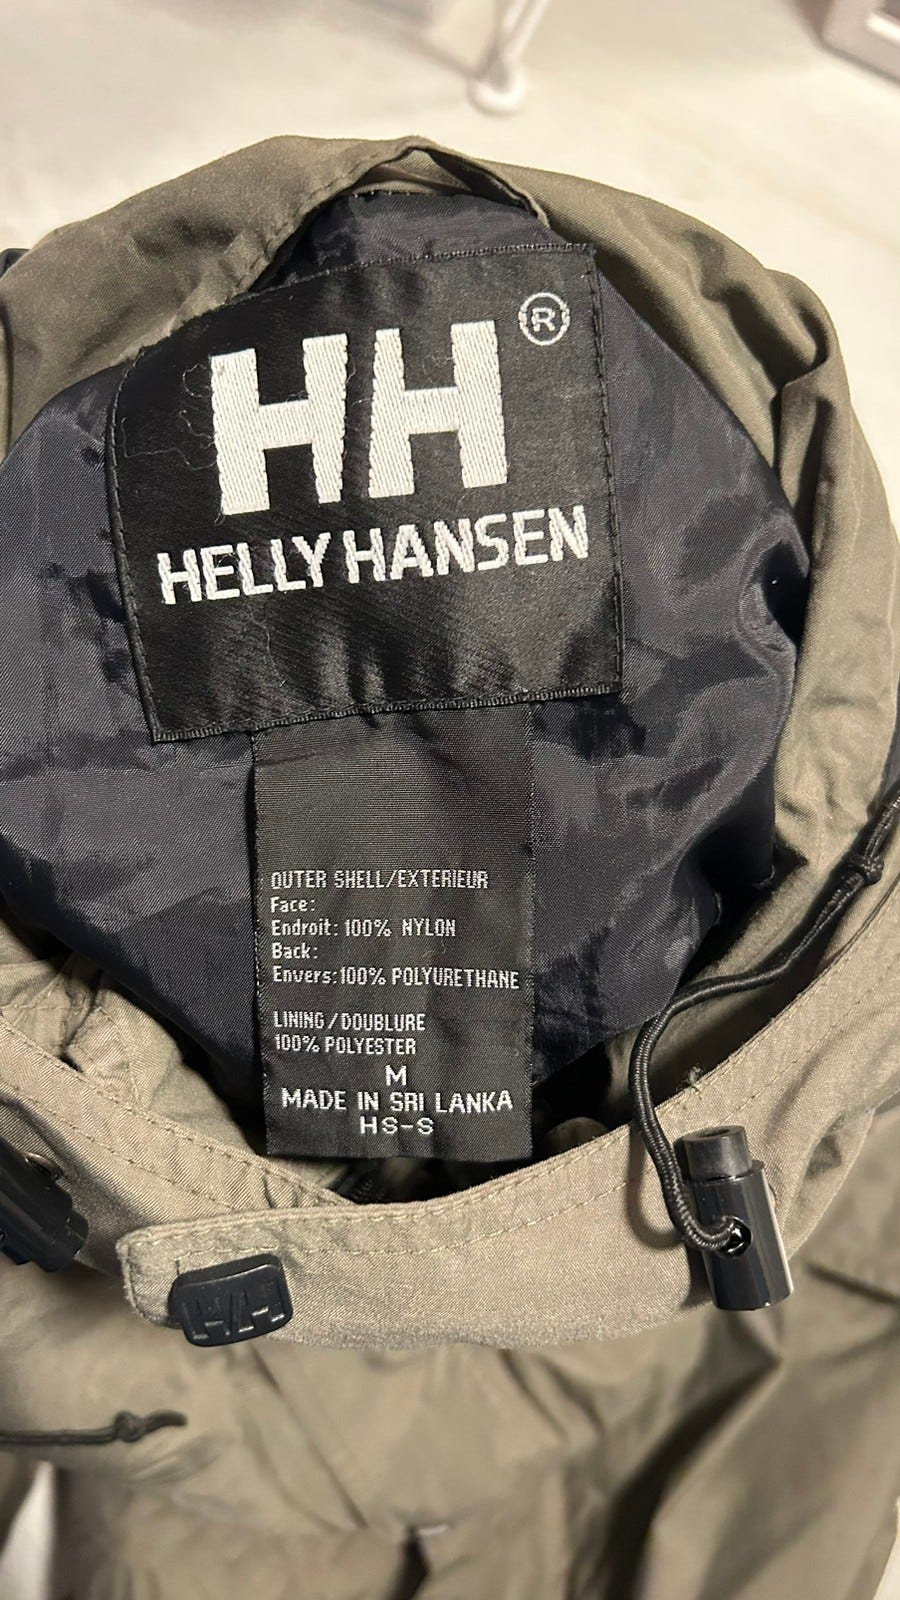 HH®
HELLY HANSEN
OUTER SHELL/EXTERIEUR
Face:
Endroit: 100% NYLON
Back:
Envers:100% POLYURETHANE
LINING/DOUBLURE
100% POLYESTER
M
MADE IN SRI LANKA
HS-S
H/H